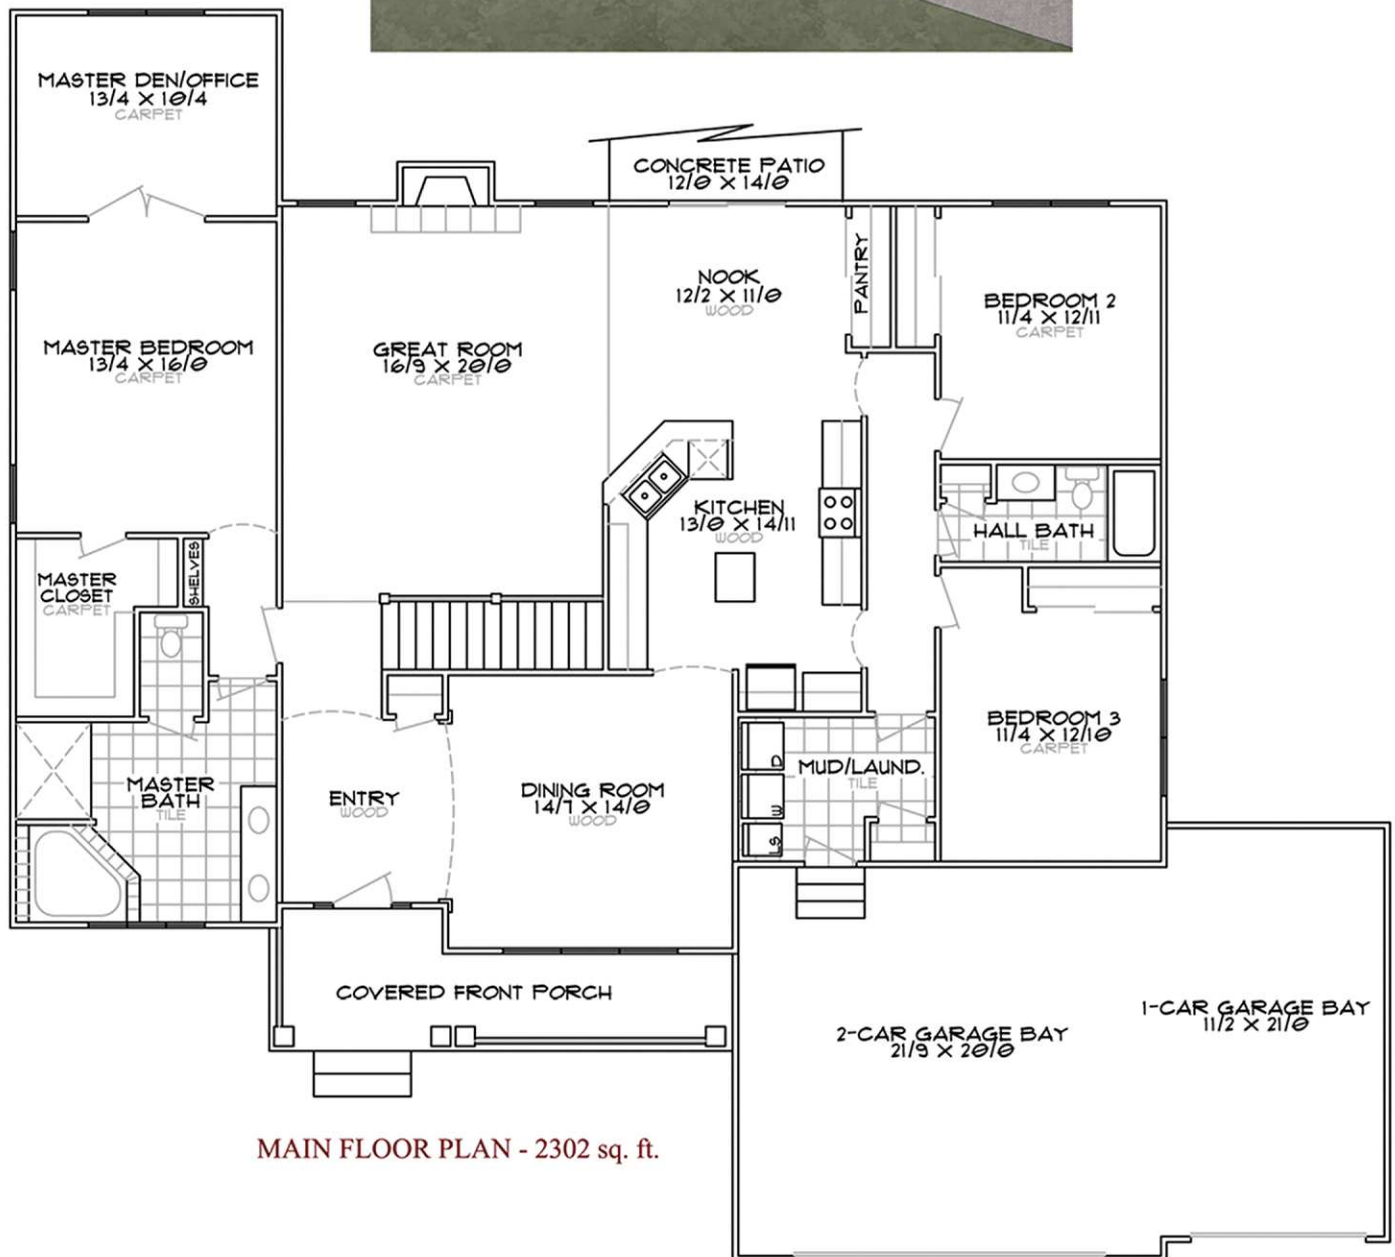 MASTER DEN/OFFICE
13/4 X 10/4
CARPET
CONCRETE PATIO
12/0 X 14/0
MASTER BEDROOM
13/4 X 16/0
CARPET
GREAT ROOM
16/9 X 20/0
CARPET
NOOK
12/2 X 11/0
WOOD
PANTRY
BEDROOM 2
11/4 X 12/11
CARPET
KITCHEN
13/0 X 14/11
WOOD
HALL BATH
TILE
MASTER
CLOSET
CARPET
SHELVES
MASTER
BATH
TILE
ENTRY
WOOD
DINING ROOM
14/7 X 14/0
WOOD
D
W
LS
MUD/LAUND.
TILE
BEDROOM 3
11/4 X 12/10
CARPET
COVERED FRONT PORCH
2-CAR GARAGE BAY
21/9 X 20/0
1-CAR GARAGE BAY
11/2 X 21/0
MAIN FLOOR PLAN - 2302 sq. ft.